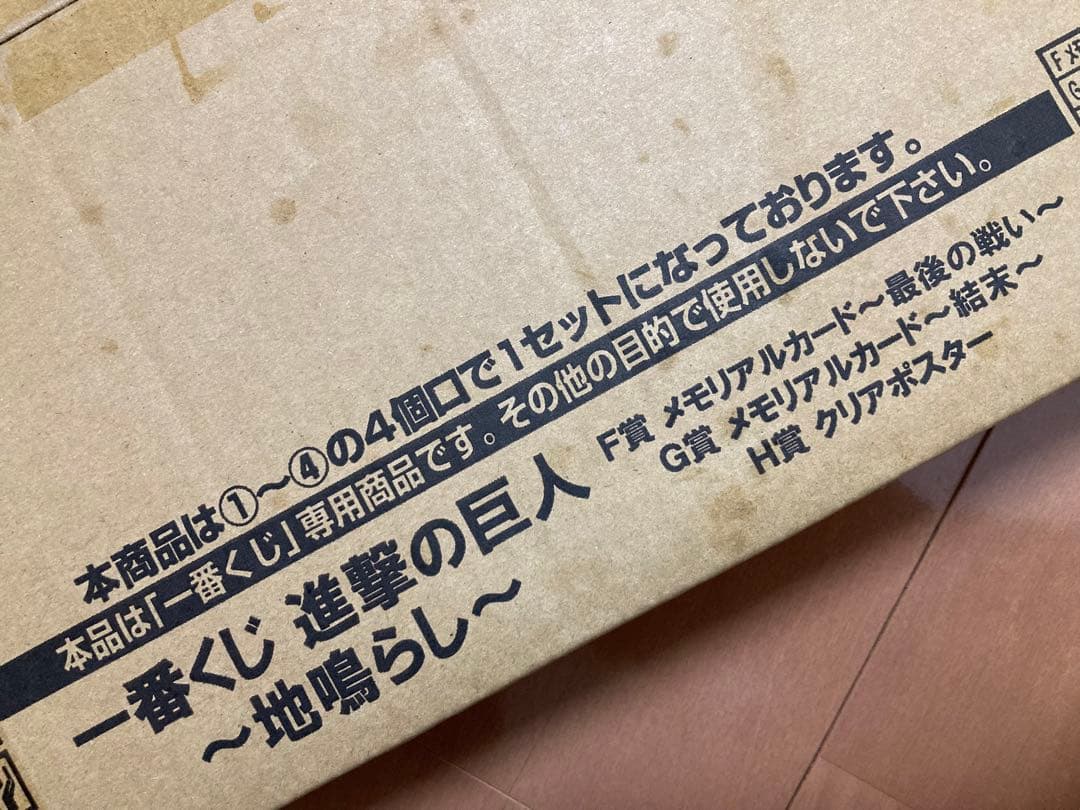 本商品は①～④の4個口で1セットになっております。
本品は「一番くじ」専用商品です。その他の目的で使用しないで下さい。
一番くじ 進撃の巨人
～地鳴らし～
F賞 メモリアルカード～最後の戦い～
G賞 メモリアルカード～結末～
H賞 クリアポスター
F メモ
G